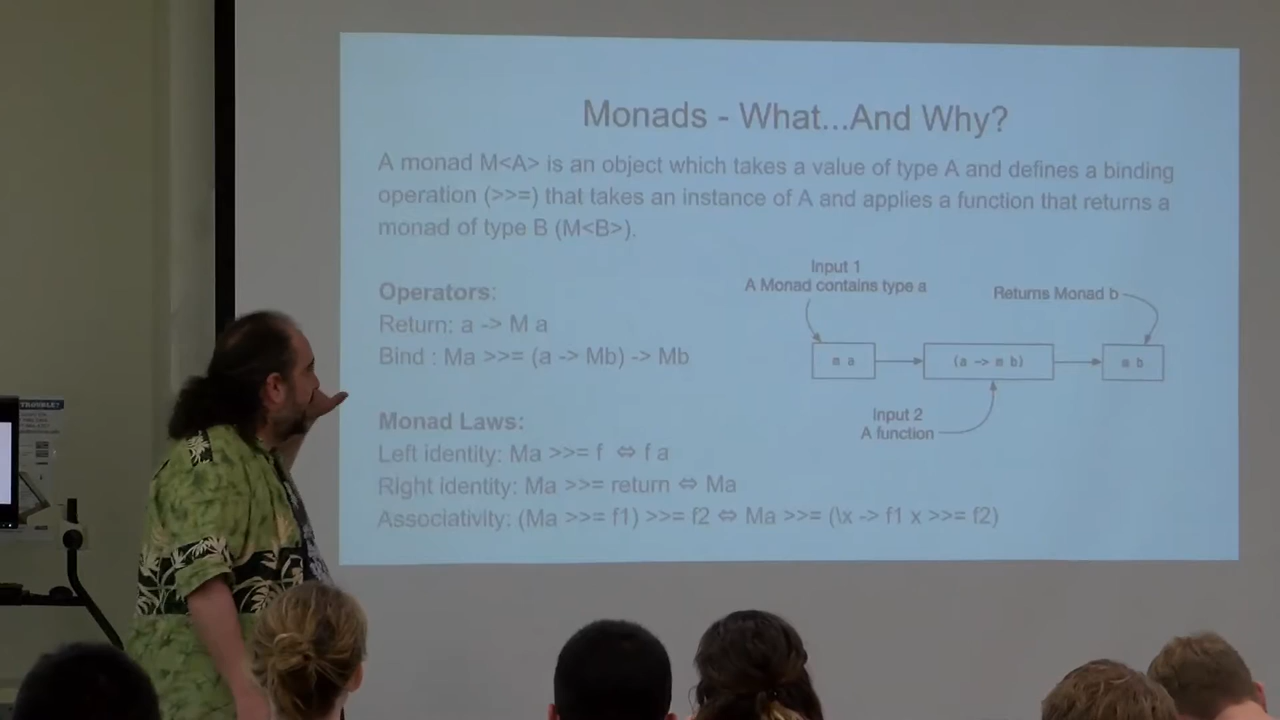 Monads - What...And Why?
A monad M<A> is an object which takes a value of type A and defines a binding
operation (>>=) that takes an instance of A and applies a function that returns a
monad of type B (M<B>).
Operators:
Return: a -> M a
Bind : Ma >>= (a -> Mb) -> Mb
Input 1
A Monad contains type a
Returns Monad b
m a
(a -> m b)
m b
Input 2
A function
Monad Laws:
Left identity: Ma >>= f ⇔ f a
Right identity: Ma >>= return ⇔ Ma
Associativity: (Ma >>= f1) >>= f2 ⇔ Ma >>= (\x -> f1 x >>= f2)
TROUBLE?